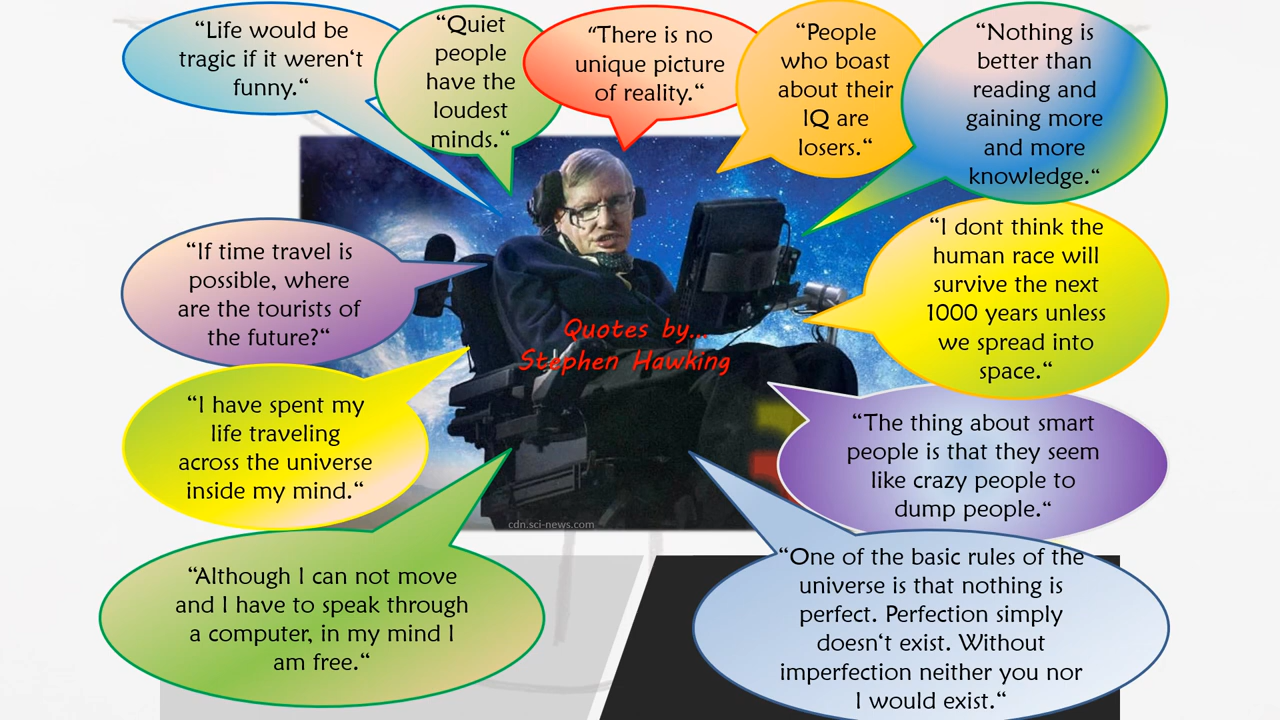 “Life would be
tragic if it weren‘t
funny.“
“Quiet
people
have the
loudest
minds.“
“There is no
unique picture
of reality.“
“People
who boast
about their
IQ are
losers.“
“Nothing is
better than
reading and
gaining more
and more
knowledge.“
“If time travel is
possible, where
are the tourists of
the future?“
“I dont think the
human race will
survive the next
1000 years unless
we spread into
space.“
Quotes by...
Stephen Hawking
“I have spent my
life traveling
across the universe
inside my mind.“
“The thing about smart
people is that they seem
like crazy people to
dump people.“
cdn.sci-news.com
“Although I can not move
and I have to speak through
a computer, in my mind I
am free.“
“One of the basic rules of the
universe is that nothing is
perfect. Perfection simply
doesn‘t exist. Without
imperfection neither you nor
I would exist.“